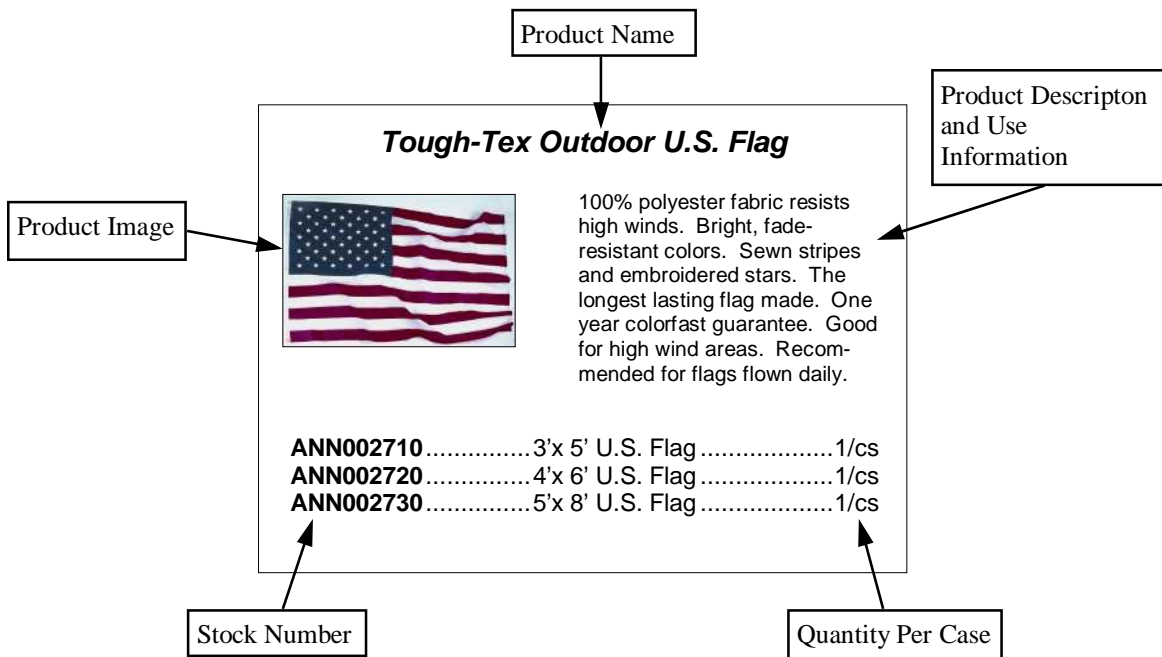 Product Name
Product Descripton
and Use
Information
Tough-Tex Outdoor U.S. Flag
Product Image
100% polyester fabric resists
high winds.  Bright, fade-
resistant colors.  Sewn stripes
and embroidered stars.  The
longest lasting flag made.  One
year colorfast guarantee.  Good
for high wind areas.  Recom-
mended for flags flown daily.
ANN002710...............3’x 5’ U.S. Flag...................1/cs
ANN002720...............4’x 6’ U.S. Flag...................1/cs
ANN002730...............5’x 8’ U.S. Flag...................1/cs
Stock Number
Quantity Per Case